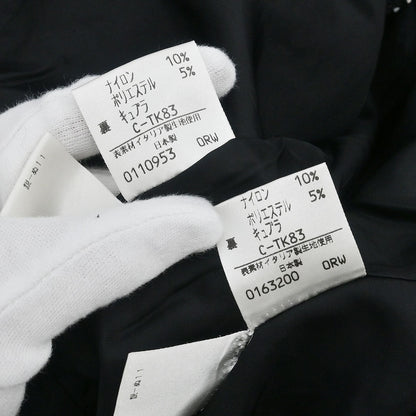 ナイロン 10%
ポリエステル 5%
裏 キュプラ
C-TK83
ORW
表素材イタリア製生地使用
日本製
0110953
ナイロン 10%
ポリエステル 5%
裏 キュプラ
C-TK83
表素材イタリア製生地使用
日本製
0163200 ORW